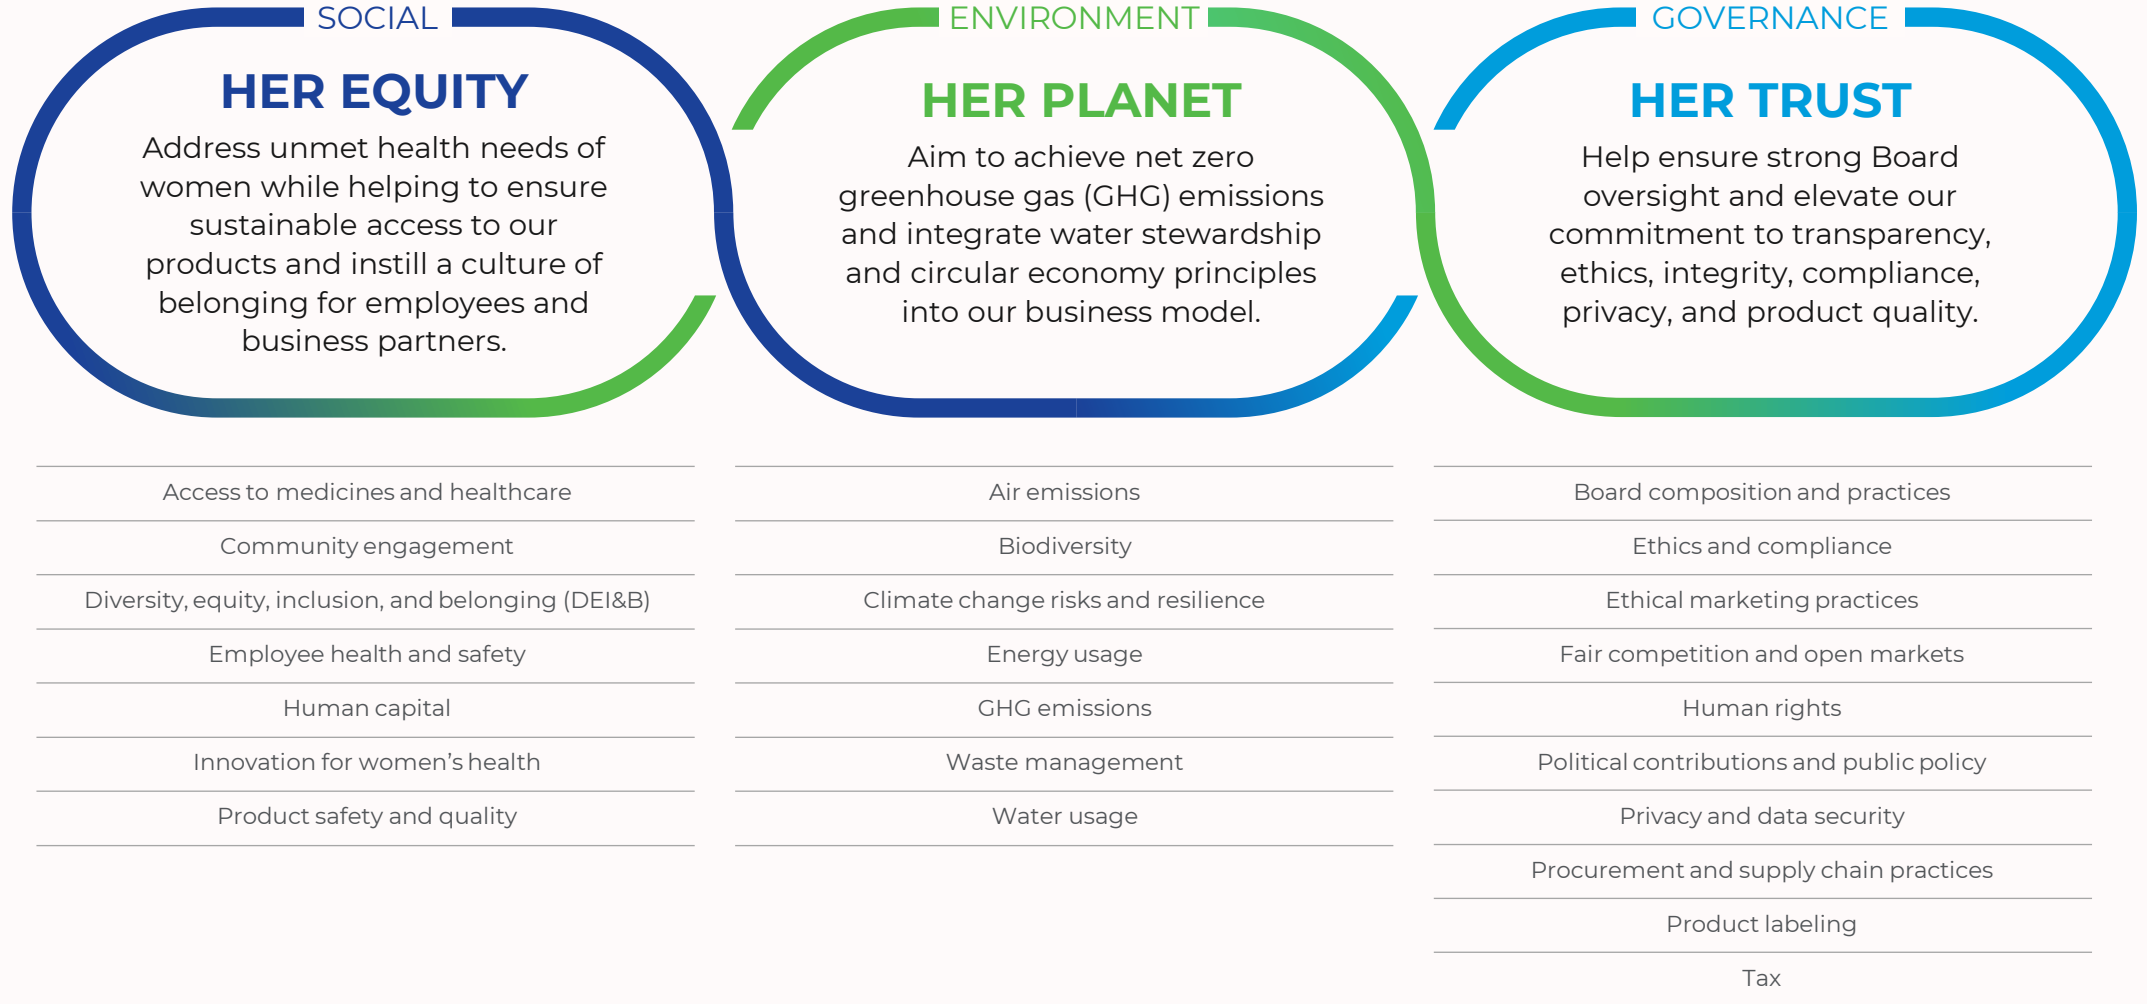 SOCIAL
HER EQUITY
Address unmet health needs of
women while helping to ensure
sustainable access to our
products and instill a culture of
belonging for employees and
business partners.
Access to medicines and healthcare
Community engagement
Diversity, equity, inclusion, and belonging (DEI&B)
Employee health and safety
Human capital
Innovation for women’s health
Product safety and quality
ENVIRONMENT
HER PLANET
Aim to achieve net zero
greenhouse gas (GHG) emissions
and integrate water stewardship
and circular economy principles
into our business model.
Air emissions
Biodiversity
Climate change risks and resilience
Energy usage
GHG emissions
Waste management
Water usage
GOVERNANCE
HER TRUST
Help ensure strong Board
oversight and elevate our
commitment to transparency,
ethics, integrity, compliance,
privacy, and product quality.
Board composition and practices
Ethics and compliance
Ethical marketing practices
Fair competition and open markets
Human rights
Political contributions and public policy
Privacy and data security
Procurement and supply chain practices
Product labeling
Tax